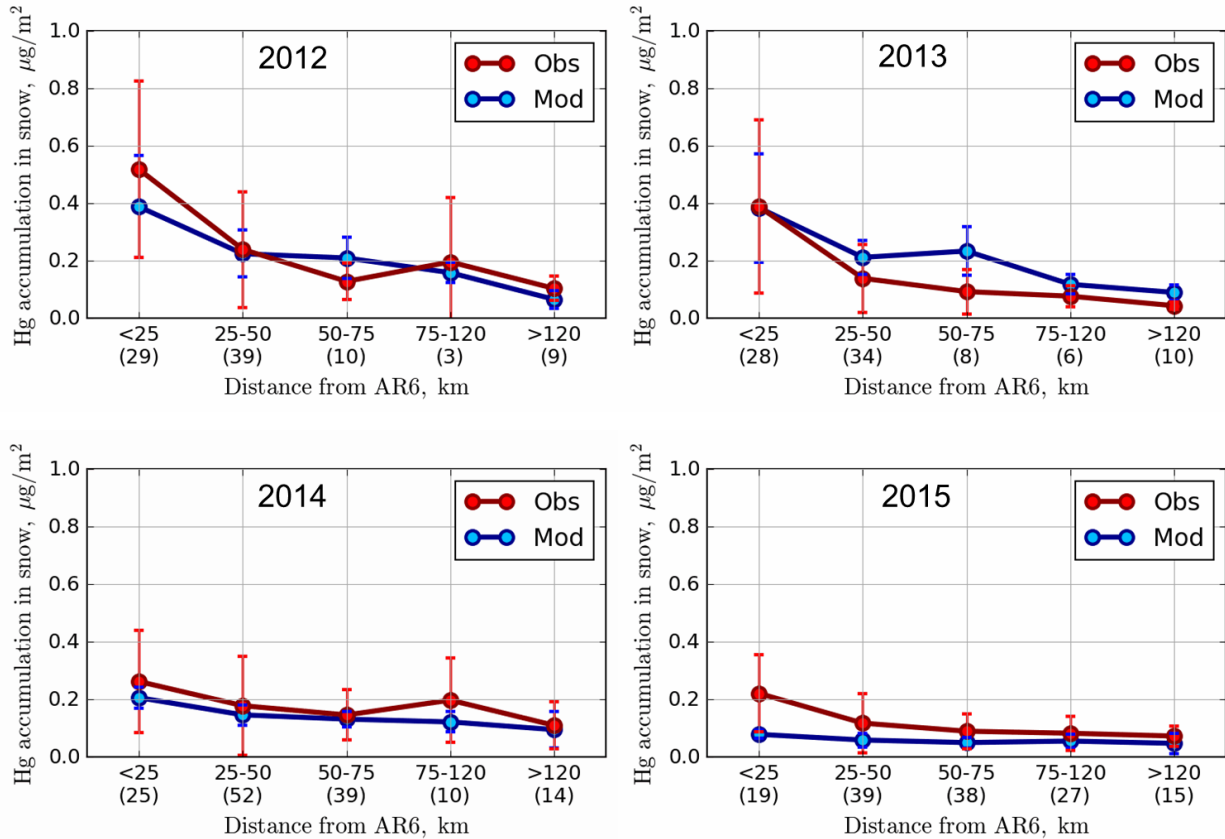 Hg accumulation in snow, μg/m²
1.0
0.8
0.6
0.4
0.2
0.0
2012
Obs
Mod
<25 25-50 50-75 75-120 >120
(29) (39) (10) (3) (9)
Distance from AR6, km
Hg accumulation in snow, μg/m²
1.0
0.8
0.6
0.4
0.2
0.0
2013
Obs
Mod
<25 25-50 50-75 75-120 >120
(28) (34) (8) (6) (10)
Distance from AR6, km
Hg accumulation in snow, μg/m²
1.0
0.8
0.6
0.4
0.2
0.0
2014
Obs
Mod
<25 25-50 50-75 75-120 >120
(25) (52) (39) (10) (14)
Distance from AR6, km
Hg accumulation in snow, μg/m²
1.0
0.8
0.6
0.4
0.2
0.0
2015
Obs
Mod
<25 25-50 50-75 75-120 >120
(19) (39) (38) (27) (15)
Distance from AR6, km